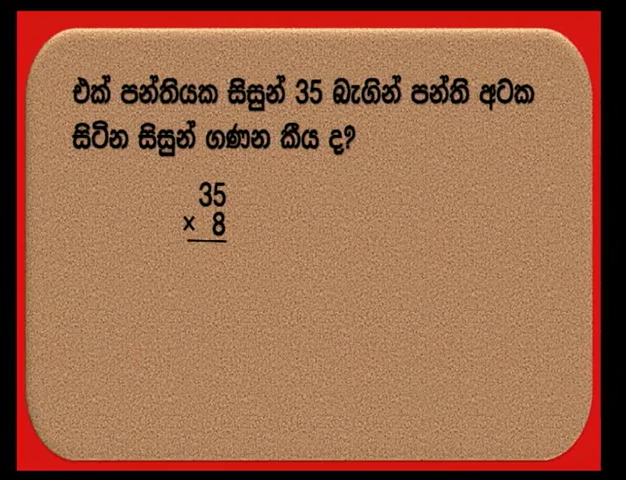 එක් පන්තියක සිසුන් 35 බැගින් පන්ති අටක
සිටින සිසුන් ගණන කීය ද?
35
× 8